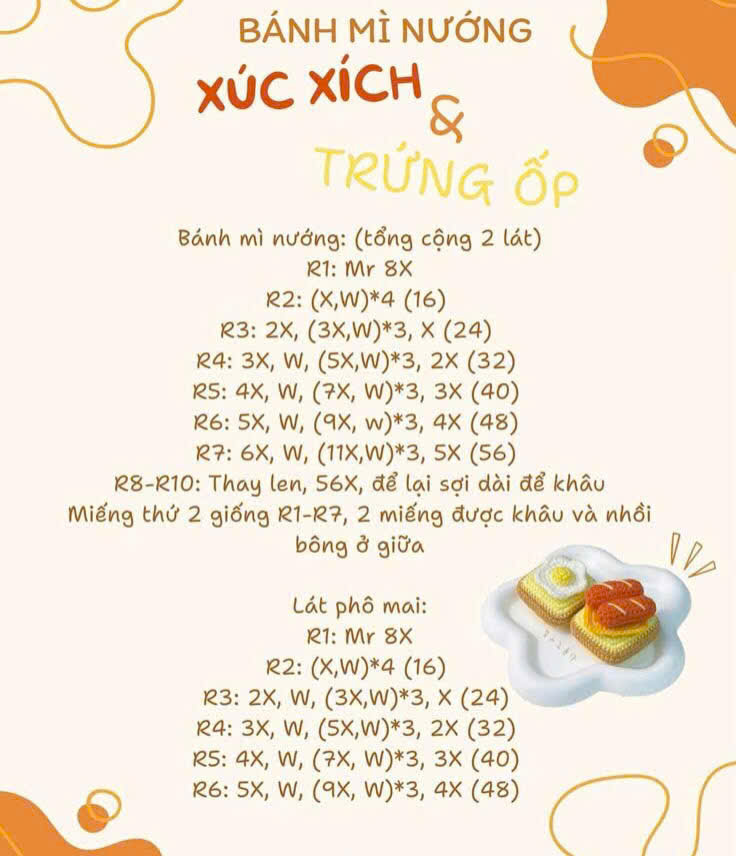 BÁNH MÌ NƯỚNG
XÚC XÍCH
&
TRỨNG ỐP
Bánh mì nướng: (tổng cộng 2 lát)
R1: Mr 8X
R2: (X,W)*4 (16)
R3: 2X, (3X,W)*3, X (24)
R4: 3X, W, (5X,W)*3, 2X (32)
R5: 4X, W, (7X, W)*3, 3X (40)
R6: 5X, W, (9X, w)*3, 4X (48)
R7: 6X, W, (11X,W)*3, 5X (56)
R8-R10: Thay len, 56X, để lại sợi dài để khâu
Miếng thứ 2 giống R1-R7, 2 miếng được khâu và nhồi
bông ở giữa
Lát phô mai:
R1: Mr 8X
R2: (X,W)*4 (16)
R3: 2X, W, (3X,W)*3, X (24)
R4: 3X, W, (5X,W)*3, 2X (32)
R5: 4X, W, (7X, W)*3, 3X (40)
R6: 5X, W, (9X, W)*3, 4X (48)